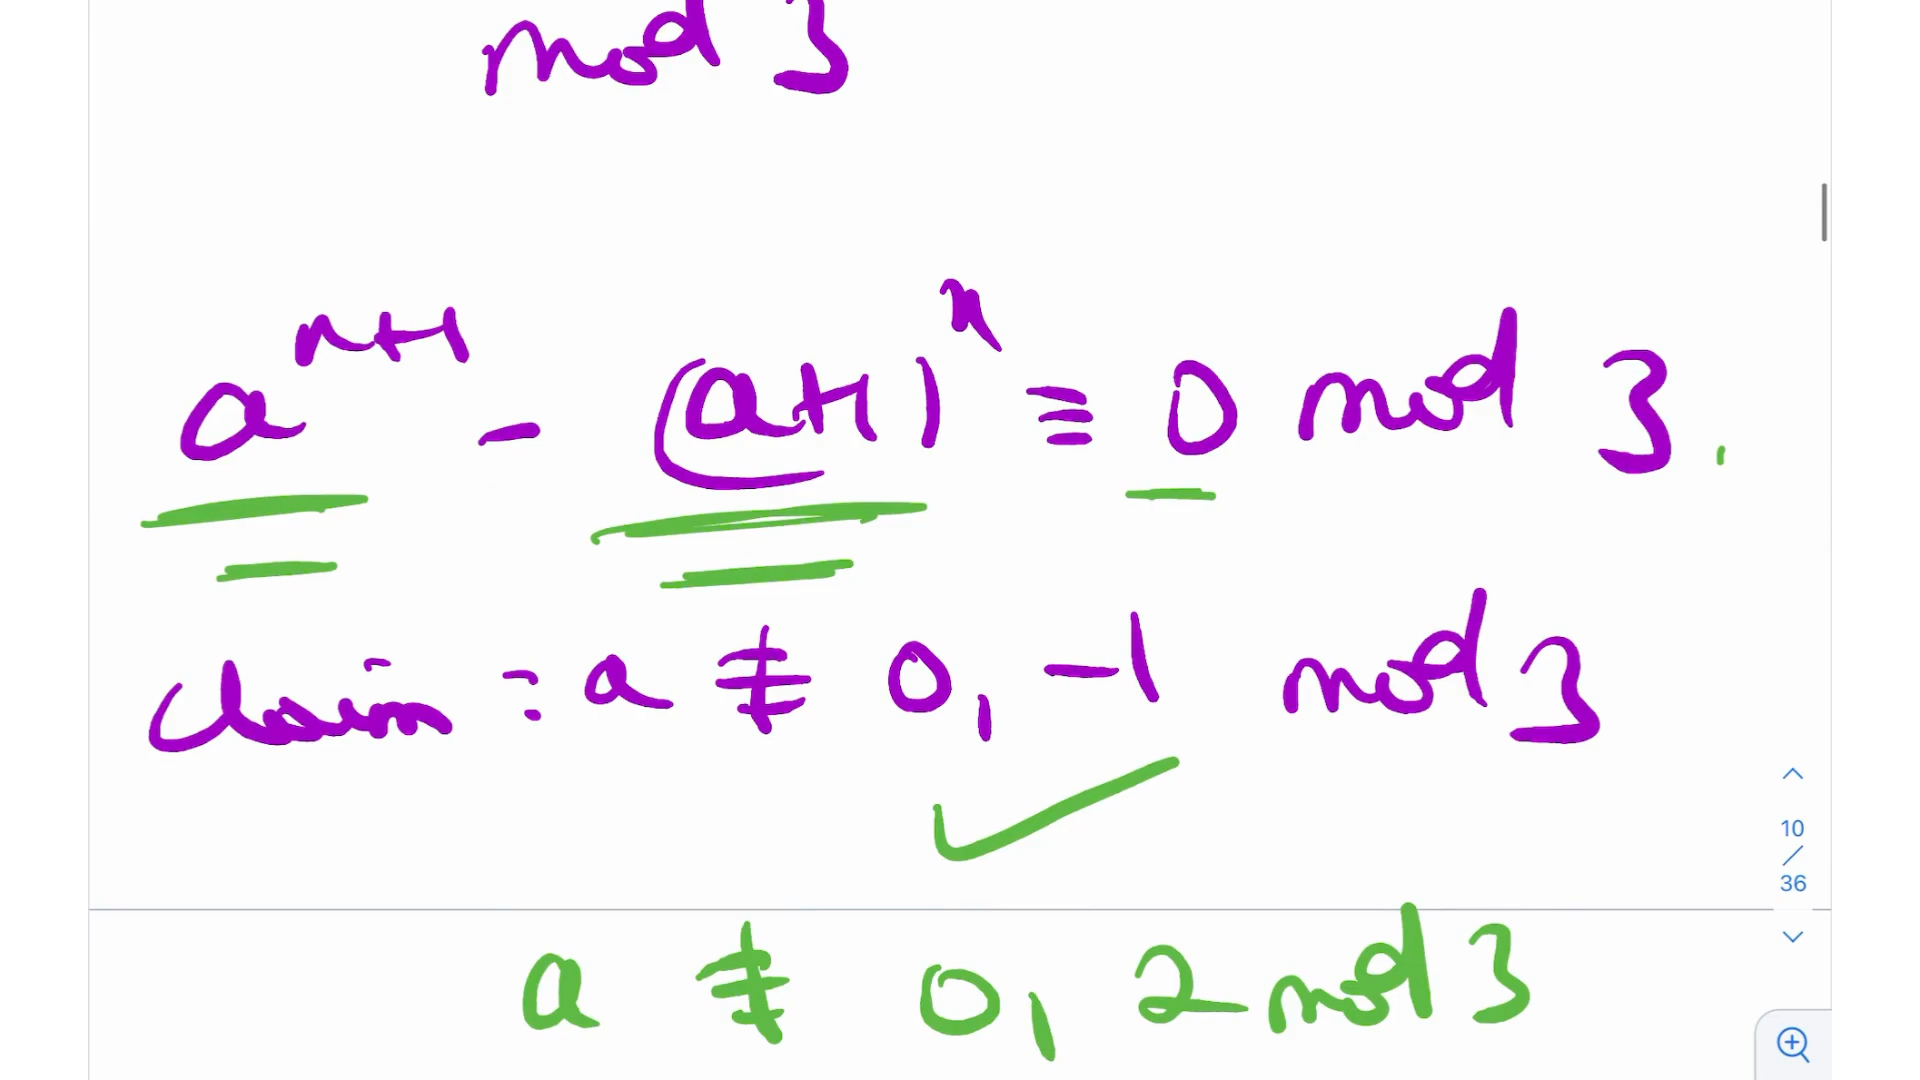 mod 3
a^{n+1} - (a+1)^n ≡ 0 mod 3.
claim : a ≢ 0, -1 mod 3
10
/
36
a ≢ 0, 2 mod 3